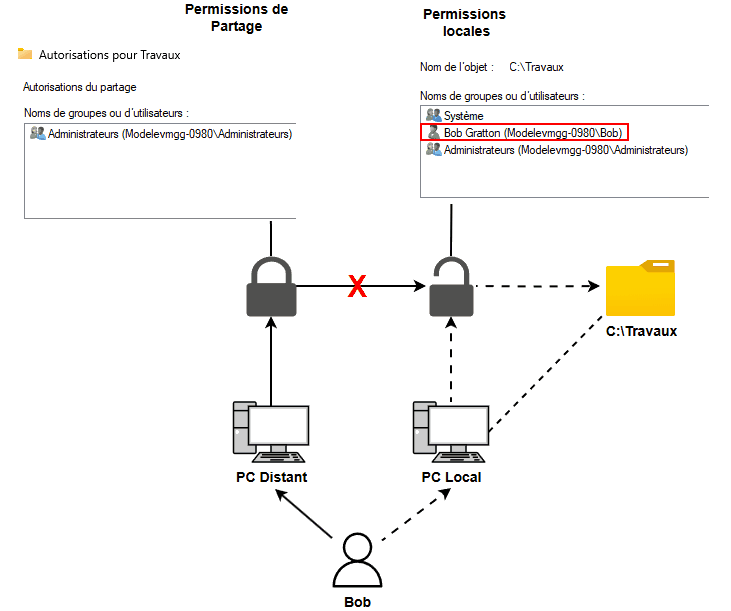 Permissions de
Partage
Autorisations pour Travaux
Autorisations du partage
Noms de groupes ou d'utilisateurs :
Administrateurs (Modelevmgg-0980\Administrateurs)
Permissions
locales
Nom de l'objet : C:\Travaux
Noms de groupes ou d'utilisateurs :
Système
Bob Gratton (Modelevmgg-0980\Bob)
Administrateurs (Modelevmgg-0980\Administrateurs)
X
C:\Travaux
PC Distant
PC Local
Bob